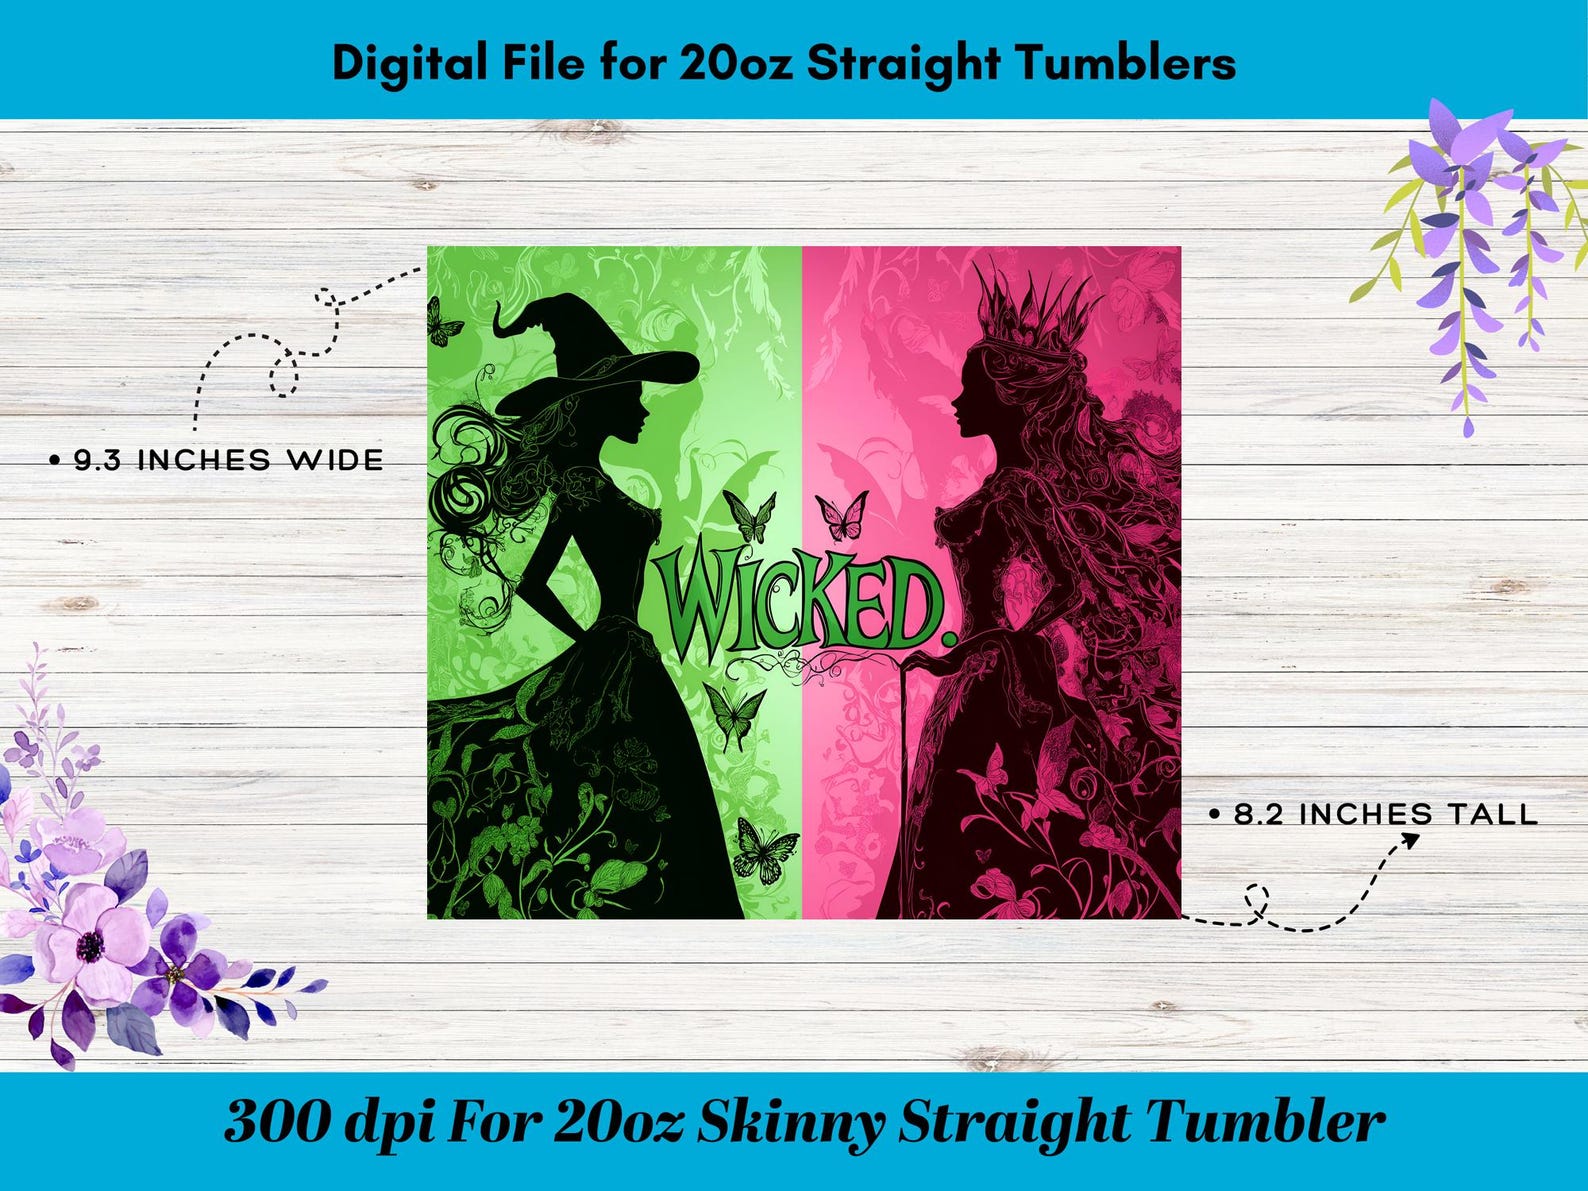 Digital File for 20oz Straight Tumblers
• 9.3 INCHES WIDE
WICKED.
• 8.2 INCHES TALL
300 dpi For 20oz Skinny Straight Tumbler